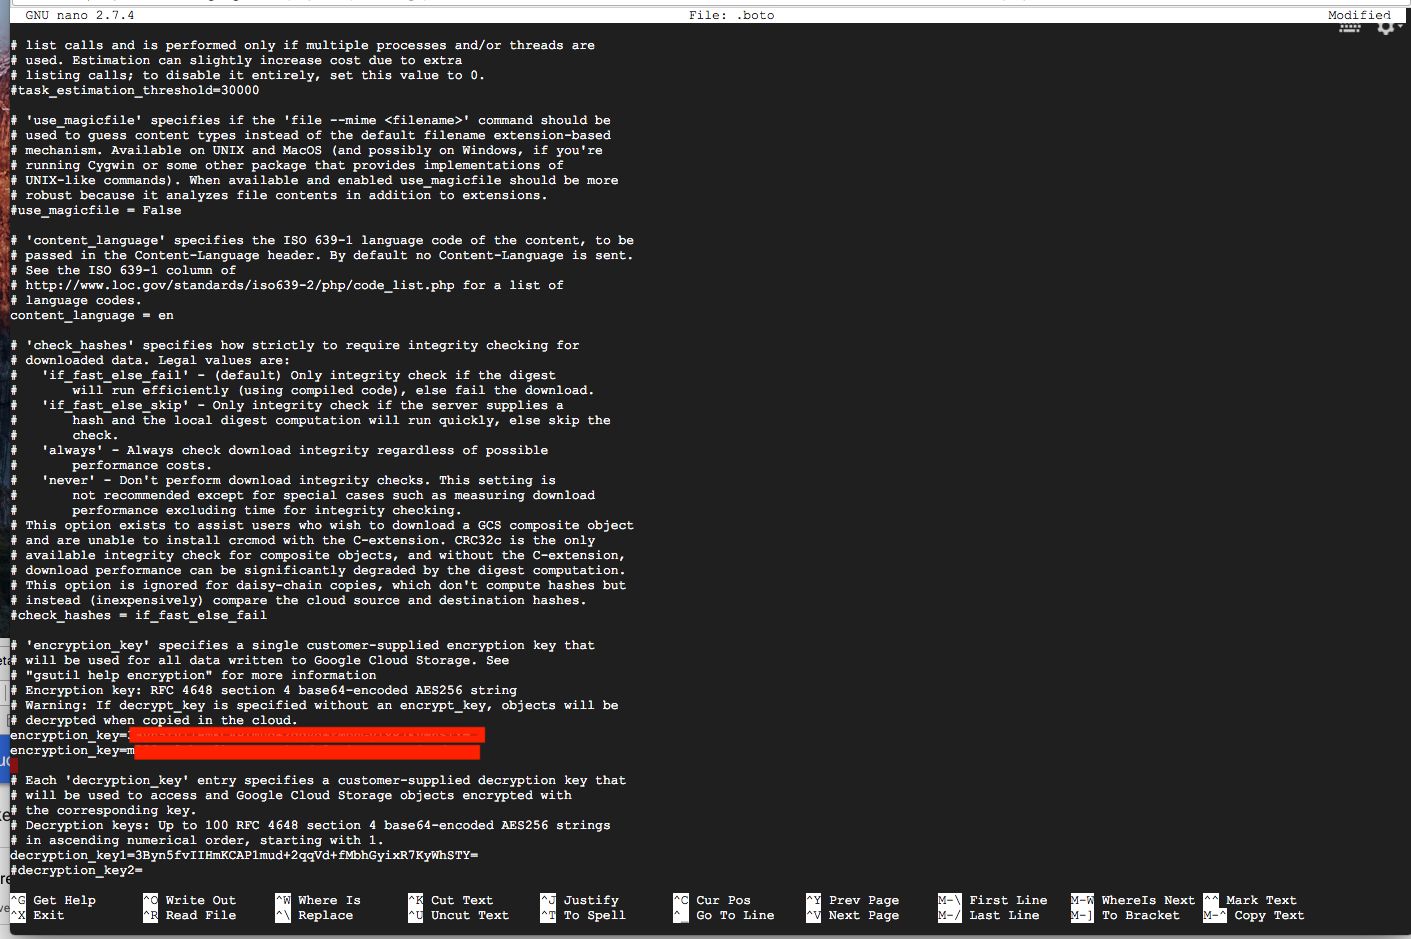 GNU nano 2.7.4 File: .boto Modified
# list calls and is performed only if multiple processes and/or threads are
# used. Estimation can slightly increase cost due to extra
# listing calls; to disable it entirely, set this value to 0.
#task_estimation_threshold=30000
# 'use_magicfile' specifies if the 'file --mime <filename>' command should be
# used to guess content types instead of the default filename extension-based
# mechanism. Available on UNIX and MacOS (and possibly on Windows, if you're
# running Cygwin or some other package that provides implementations of
# UNIX-like commands). When available and enabled use_magicfile should be more
# robust because it analyzes file contents in addition to extensions.
#use_magicfile = False
# 'content_language' specifies the ISO 639-1 language code of the content, to be
# passed in the Content-Language header. By default no Content-Language is sent.
# See the ISO 639-1 column of
# http://www.loc.gov/standards/iso639-2/php/code_list.php for a list of
# language codes.
content_language = en
# 'check_hashes' specifies how strictly to require integrity checking for
# downloaded data. Legal values are:
#   'if_fast_else_fail' - (default) Only integrity check if the digest
#       will run efficiently (using compiled code), else fail the download.
#   'if_fast_else_skip' - Only integrity check if the server supplies a
#       hash and the local digest computation will run quickly, else skip the
#       check.
#   'always' - Always check download integrity regardless of possible
#       performance costs.
#   'never' - Don't perform download integrity checks. This setting is
#       not recommended except for special cases such as measuring download
#       performance excluding time for integrity checking.
# This option exists to assist users who wish to download a GCS composite object
# and are unable to install crcmod with the C-extension. CRC32c is the only
# available integrity check for composite objects, and without the C-extension,
# download performance can be significantly degraded by the digest computation.
# This option is ignored for daisy-chain copies, which don't compute hashes but
# instead (inexpensively) compare the cloud source and destination hashes.
#check_hashes = if_fast_else_fail
# 'encryption_key' specifies a single customer-supplied encryption key that
# will be used for all data written to Google Cloud Storage. See
# "gsutil help encryption" for more information
# Encryption key: RFC 4648 section 4 base64-encoded AES256 string
# Warning: If decrypt_key is specified without an encrypt_key, objects will be
# decrypted when copied in the cloud.
encryption_key=
encryption_key=m
# Each 'decryption_key' entry specifies a customer-supplied decryption key that
# will be used to access and Google Cloud Storage objects encrypted with
# the corresponding key.
# Decryption keys: Up to 100 RFC 4648 section 4 base64-encoded AES256 strings
# in ascending numerical order, starting with 1.
decryption_key1=3Byn5fvIIHmKCAP1mud+2qqVd+fMbhGyixR7KyWhSTY=
#decryption_key2=
^G Get Help ^O Write Out ^W Where Is ^K Cut Text ^J Justify ^C Cur Pos ^Y Prev Page M-\ First Line M-W WhereIs Next ^^ Mark Text
^X Exit ^R Read File ^\ Replace ^U Uncut Text ^T To Spell ^_ Go To Line ^V Next Page M-/ Last Line M-] To Bracket M-^ Copy Text